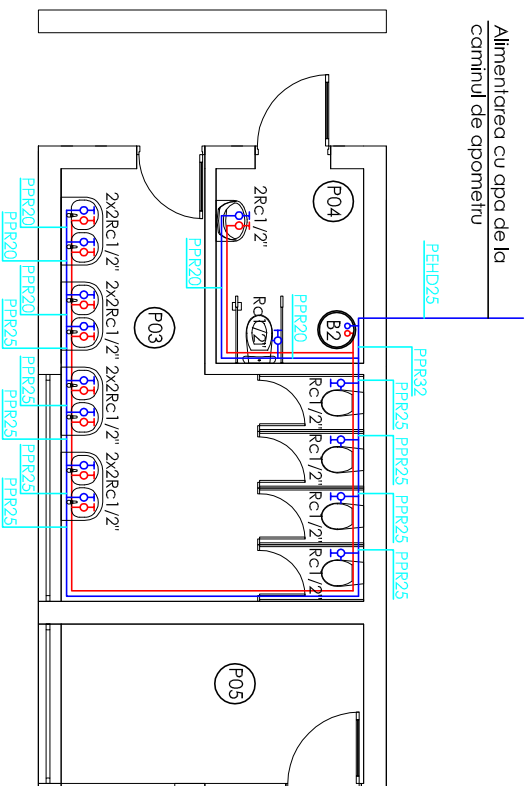 Alimentarea cu apa de la
caminul de apometru
PEHD25
P04
2Rc1/2"
PPR20
Rc1/2"
PPR20
B2
PPR32
PPR25
PPR25
PPR25
PPR25
Rc1/2"
Rc1/2"
Rc1/2"
Rc1/2"
P03
2x2Rc1/2"
2x2Rc1/2"
2x2Rc1/2"
2x2Rc1/2"
PPR20
PPR20
PPR20
PPR25
PPR25
PPR25
PPR25
PPR25
P05